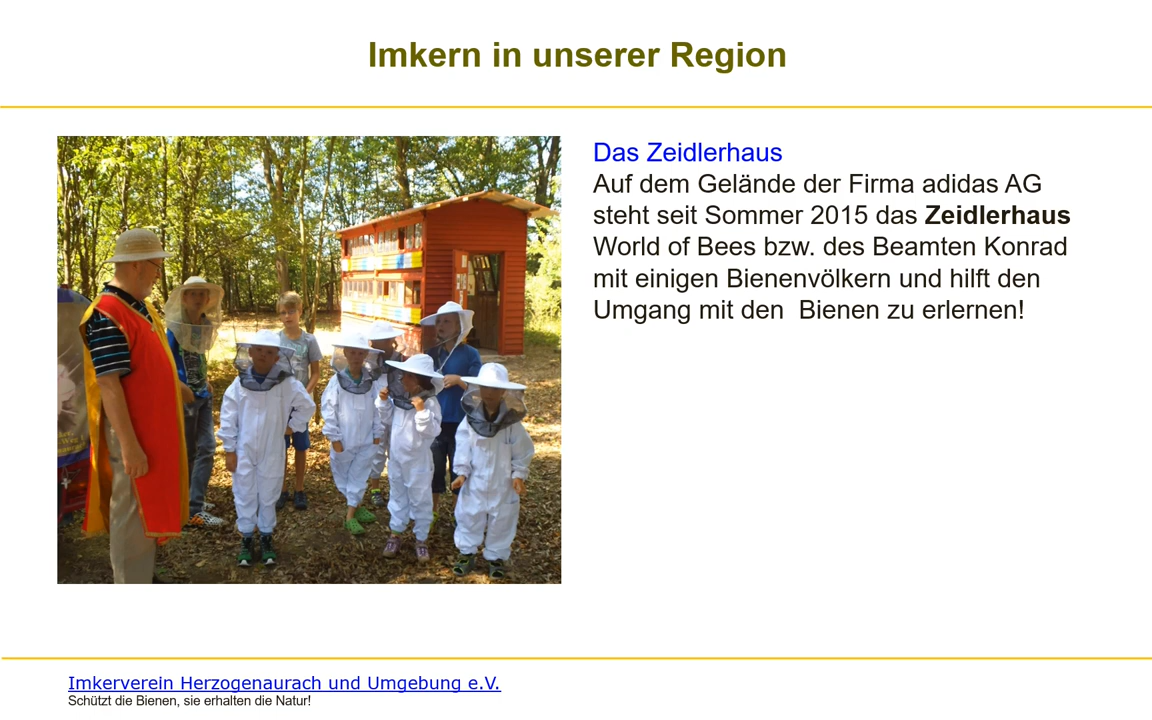 Imkern in unserer Region
Das Zeidlerhaus
Auf dem Gelände der Firma adidas AG
steht seit Sommer 2015 das Zeidlerhaus
World of Bees bzw. des Beamten Konrad
mit einigen Bienenvölkern und hilft den
Umgang mit den  Bienen zu erlernen!
Imkerverein Herzogenaurach und Umgebung e.V.
Schützt die Bienen, sie erhalten die Natur!